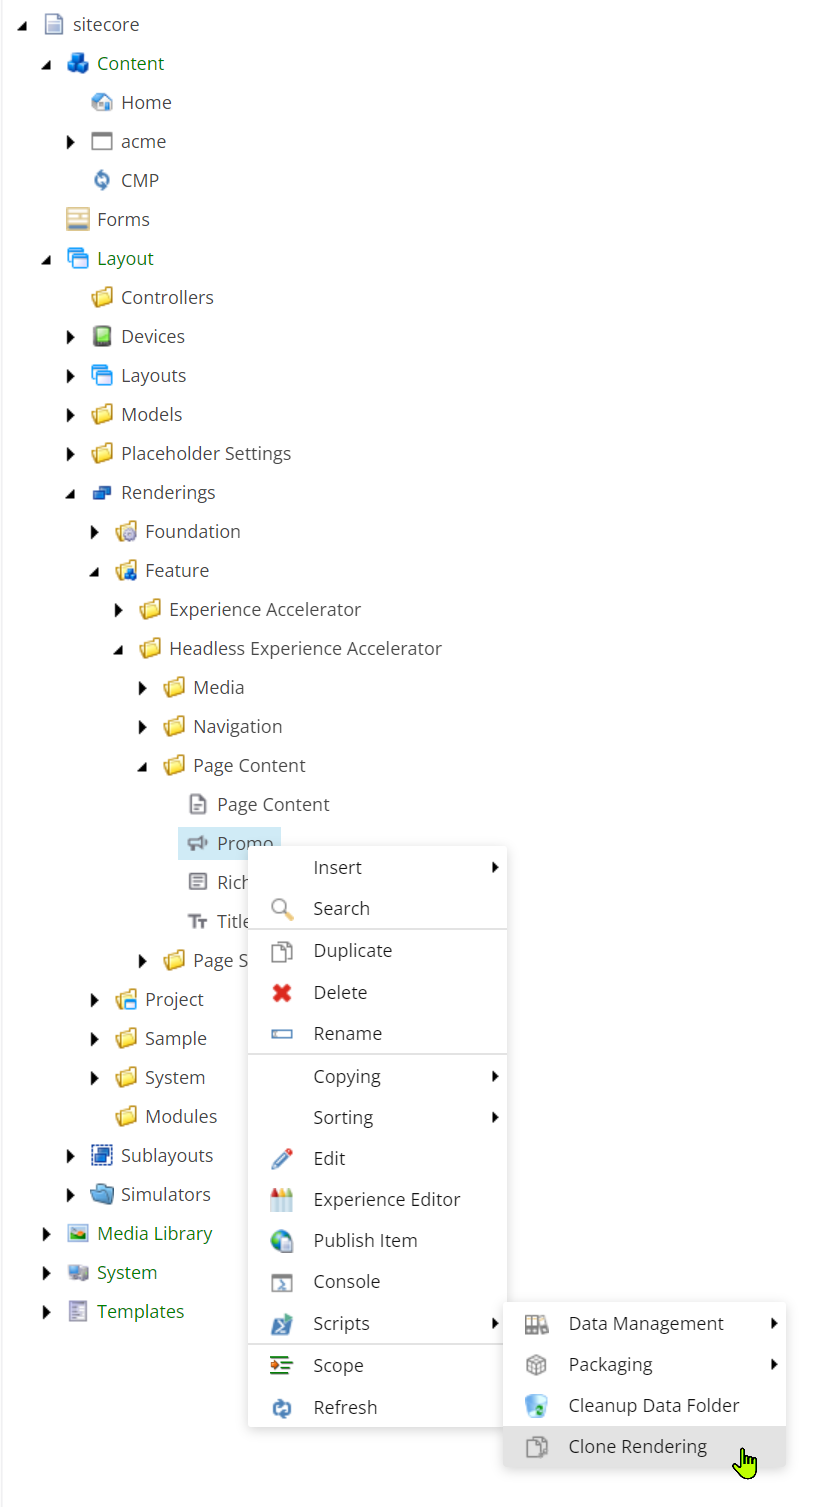 sitecore
Content
Home
acme
CMP
Forms
Layout
Controllers
Devices
Layouts
Models
Placeholder Settings
Renderings
Foundation
Feature
Experience Accelerator
Headless Experience Accelerator
Media
Navigation
Page Content
Page Content
Promo
Rich
Title
Page S
Project
Sample
System
Modules
Sublayouts
Simulators
Media Library
System
Templates
Insert
Search
Duplicate
Delete
Rename
Copying
Sorting
Edit
Experience Editor
Publish Item
Console
Scripts
Scope
Refresh
Data Management
Packaging
Cleanup Data Folder
Clone Rendering